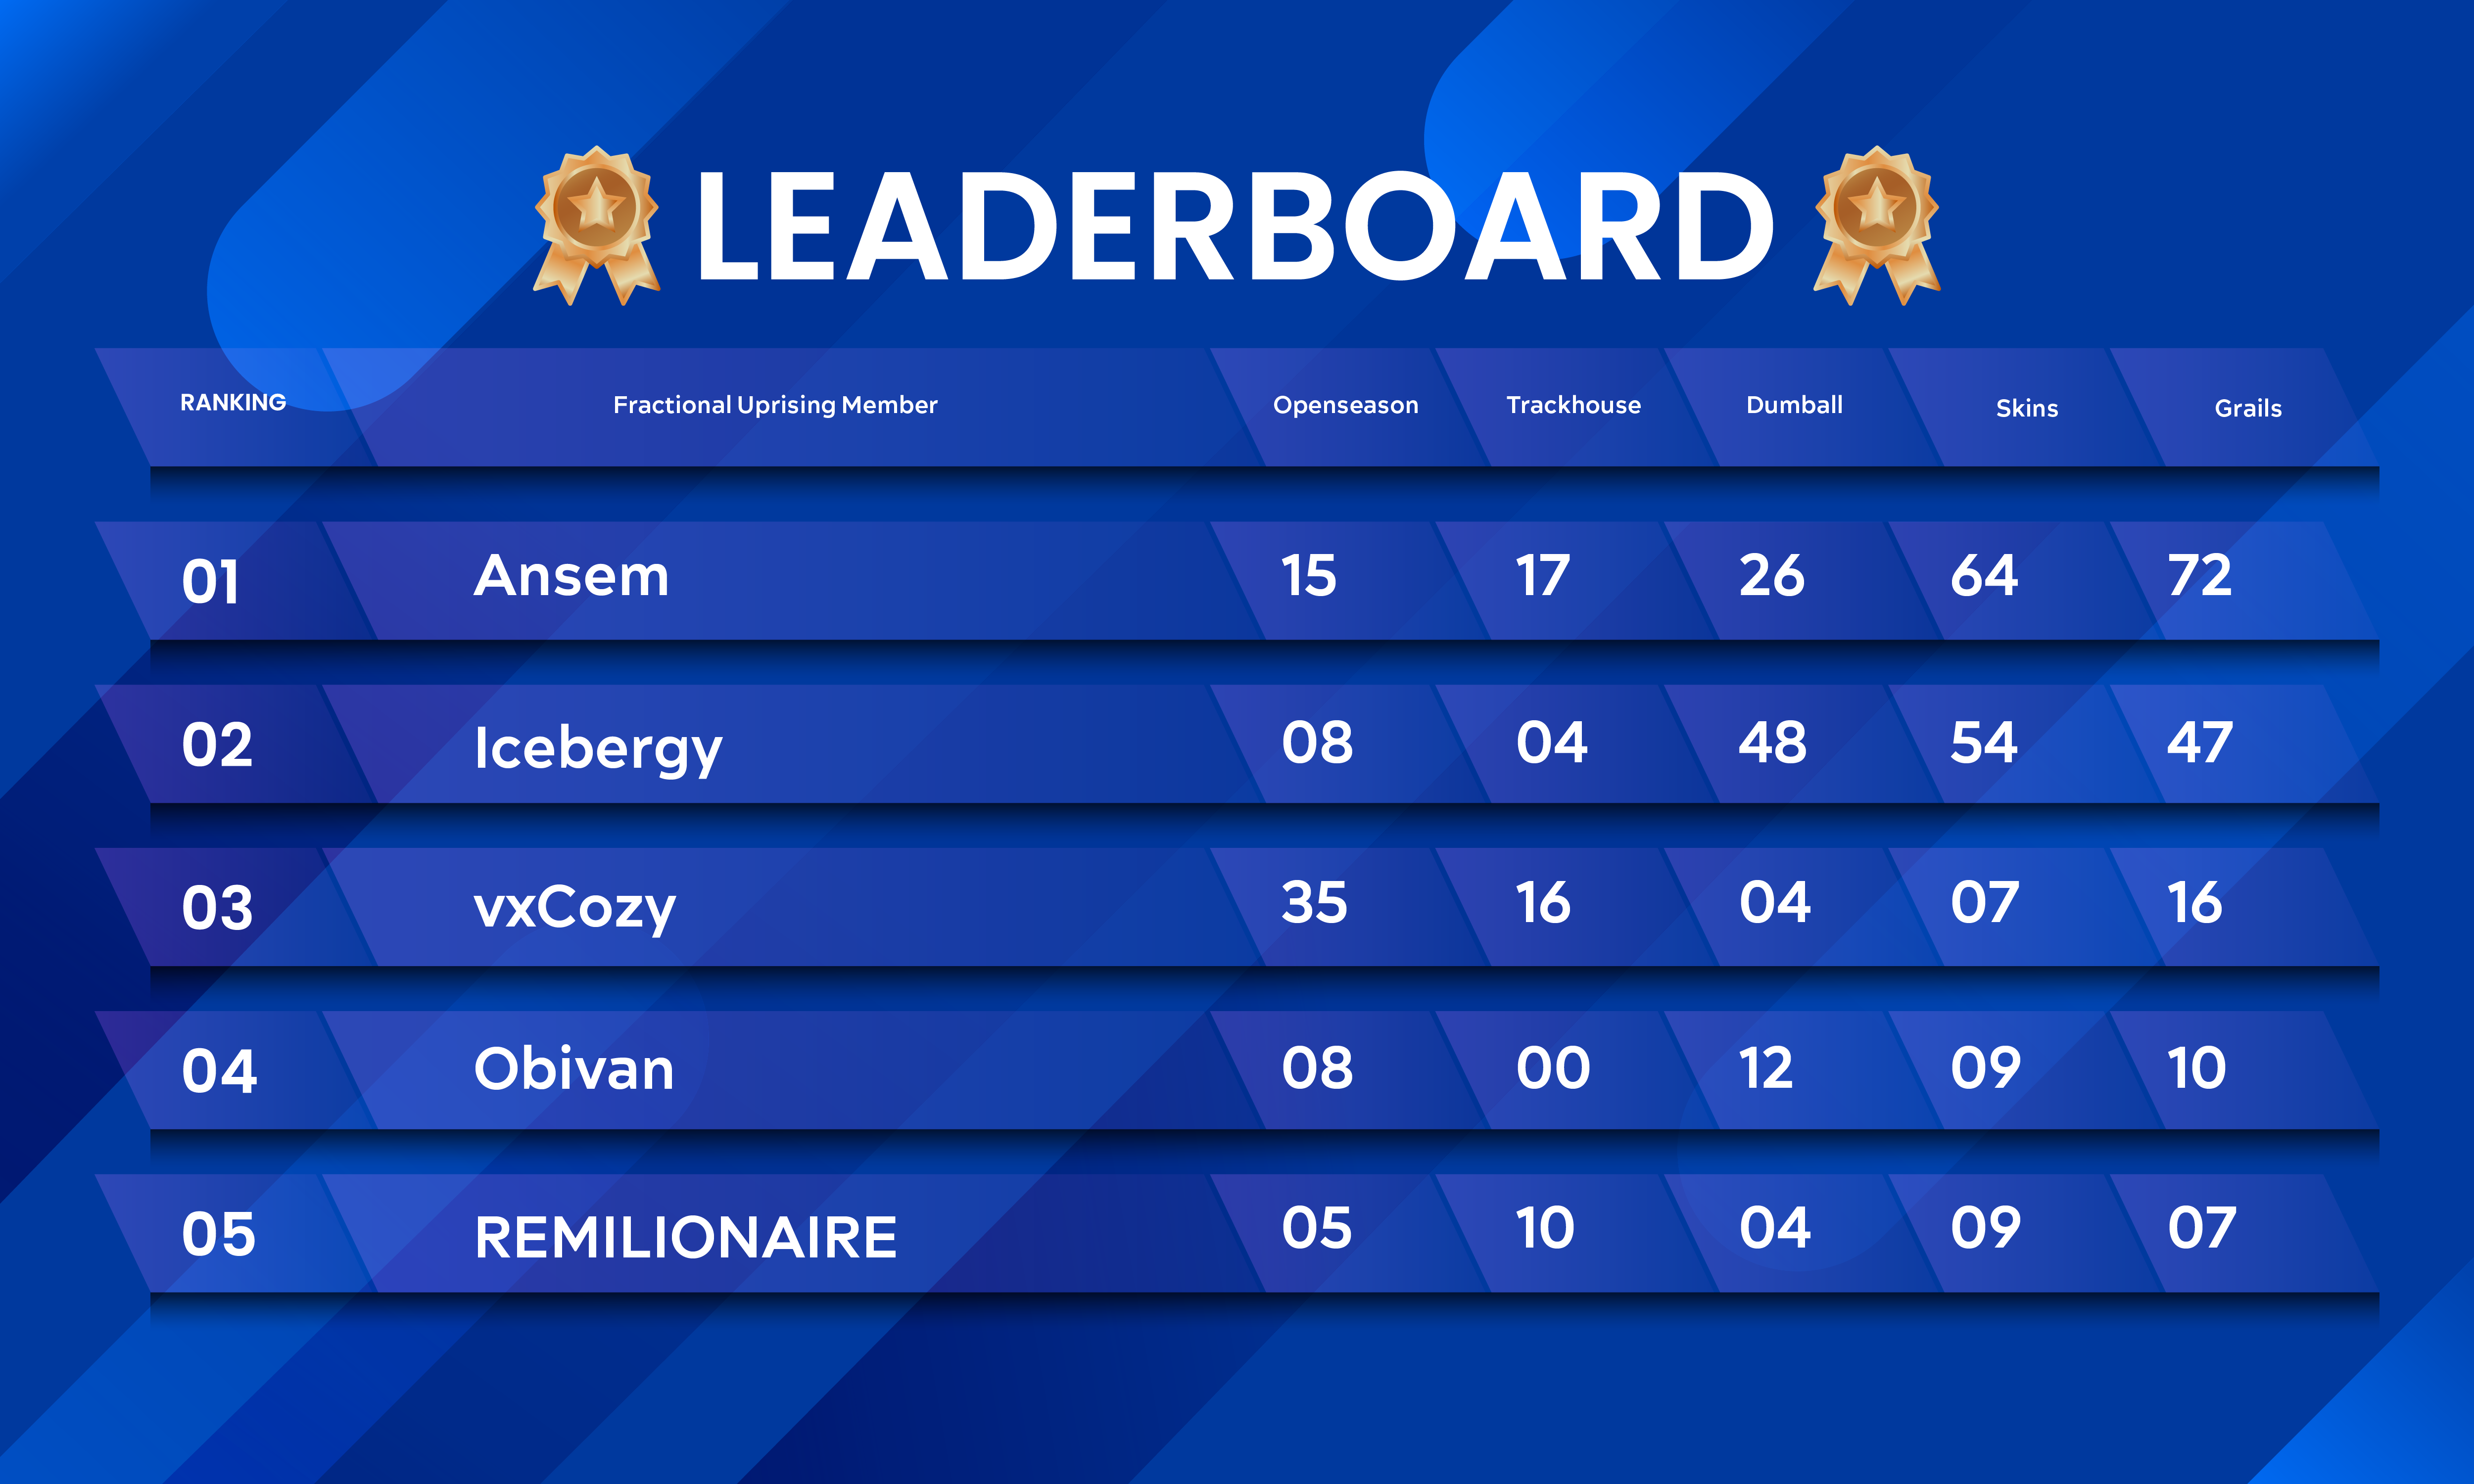 LEADERBOARD
RANKING Fractional Uprising Member Openseason Trackhouse Dumball Skins Grails
01 Ansem 15 17 26 64 72
02 Icebergy 08 04 48 54 47
03 vxCozy 35 16 04 07 16
04 Obivan 08 00 12 09 10
05 REMILIONAIRE 05 10 04 09 07